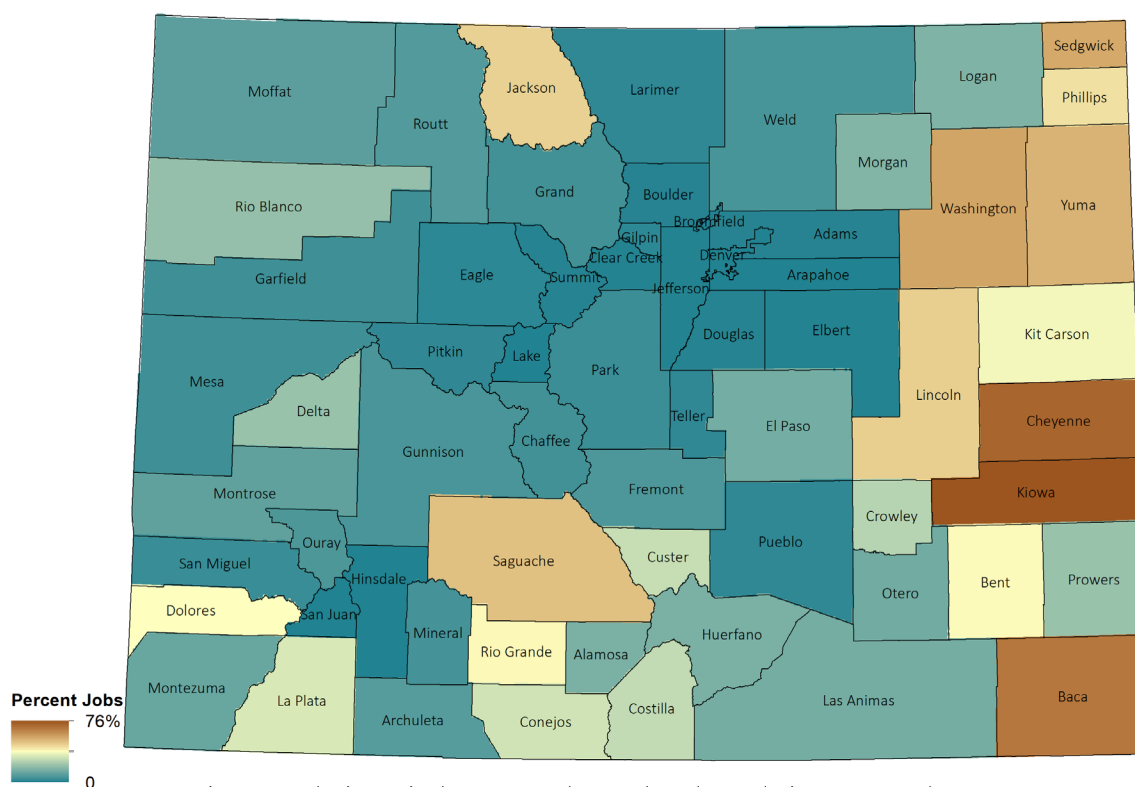 Sedgwick
Logan
Moffat
Jackson
Larimer
Phillips
Routt
Weld
Morgan
Grand
Boulder
Rio Blanco
Washington
Yuma
Broomfield
Gilpin
Adams
Clear Creek
Denver
Eagle
Summit
Arapahoe
Garfield
Jefferson
Douglas
Elbert
Kit Carson
Pitkin
Lake
Park
Mesa
Lincoln
Delta
Teller
El Paso
Cheyenne
Chaffee
Gunnison
Montrose
Fremont
Kiowa
Crowley
Ouray
Pueblo
San Miguel
Saguache
Custer
Hinsdale
Bent
Prowers
Otero
Dolores
San Juan
Mineral
Huerfano
Rio Grande
Alamosa
Montezuma
La Plata
Las Animas
Baca
Costilla
Archuleta
Conejos
Percent Jobs
76%
0